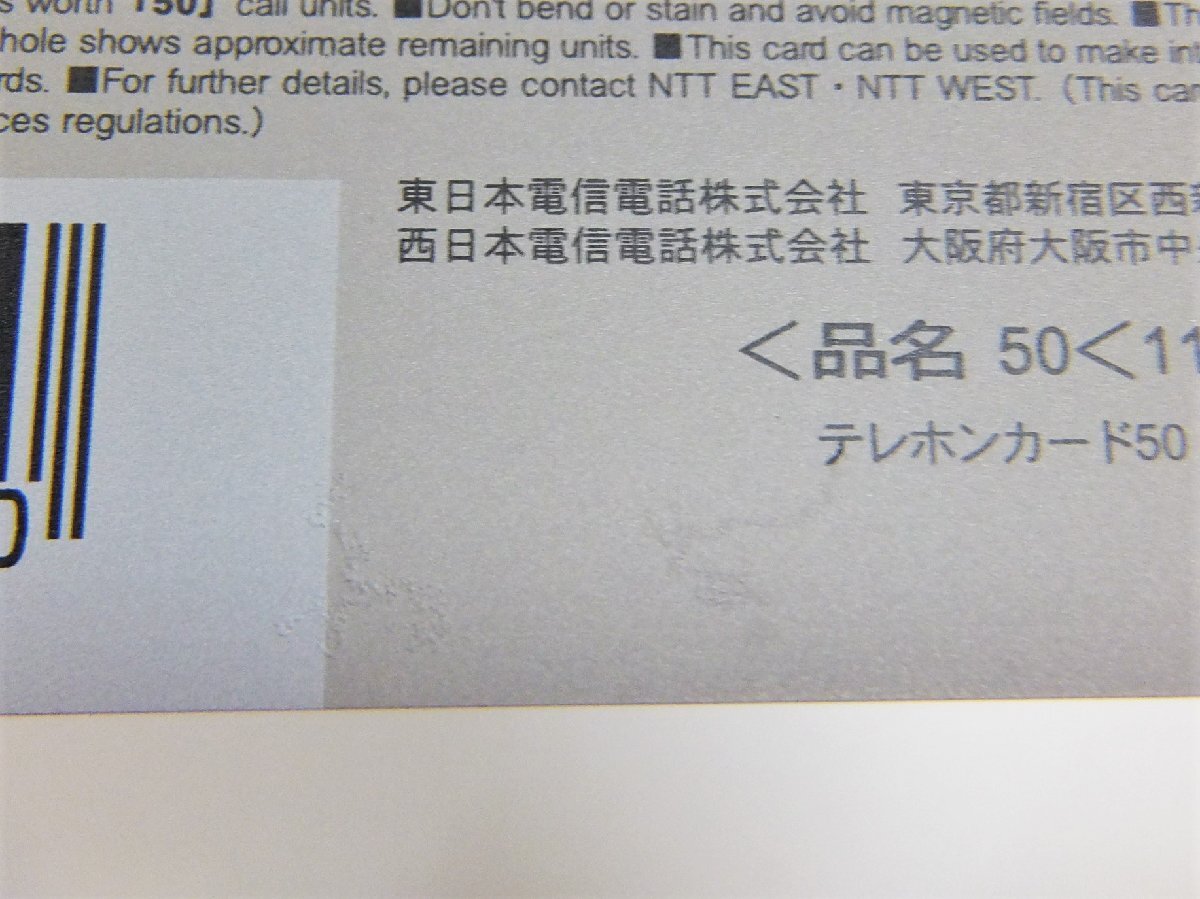 worth 「50」 call units. ■Don't bend or stain and avoid magnetic fields. ■
hole shows approximate remaining units. ■This card can be used to make
rds. ■For further details, please contact NTT EAST・NTT WEST. (This
ces regulations.)
東日本電信電話株式会社 東京都新宿区西
西日本電信電話株式会社 大阪府大阪市中
<品名 50<11
テレホンカード50